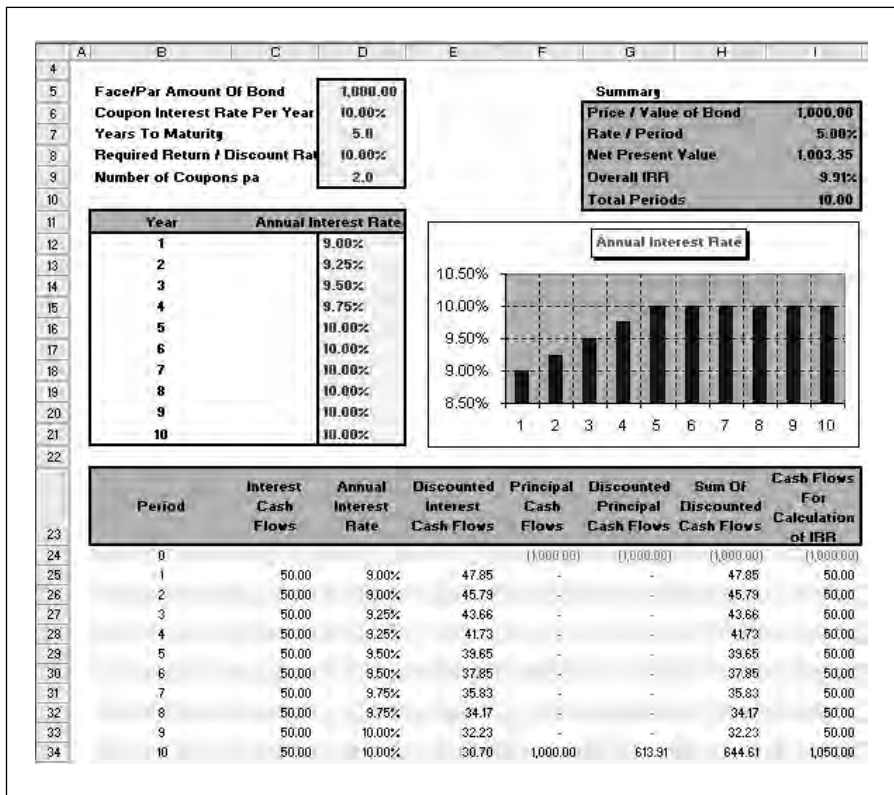 A B C D E F G H I
4
5 Face/Par Amount Of Bond 1,000.00 Summary
6 Coupon Interest Rate Per Year 10.00% Price / Value of Bond 1,000.00
7 Years To Maturity 5.0 Rate / Period 5.00%
8 Required Return / Discount Rat 10.00% Net Present Value 1,003.35
9 Number of Coupons pa 2.0 Overall IRR 9.91%
10 Total Periods 10.00
11 Year Annual Interest Rate
12 1 9.00%
13 2 9.25%
14 3 9.50%
15 4 9.75%
16 5 10.00%
17 6 10.00%
18 7 10.00%
19 8 10.00%
20 9 10.00%
21 10 10.00%
22
Annual Interest Rate
10.50%
10.00%
9.50%
9.00%
8.50%
1 2 3 4 5 6 7 8 9 10
23 Period Interest Cash Flows Annual Interest Rate Discounted Interest Cash Flows Principal Cash Flows Discounted Principal Cash Flows Sum Of Discounted Cash Flows Cash Flows For Calculation of IRR
24 0 (1,000.00) (1,000.00) (1,000.00) (1,000.00)
25 1 50.00 9.00% 47.85 - - 47.85 50.00
26 2 50.00 9.00% 45.79 - - 45.79 50.00
27 3 50.00 9.25% 43.66 - - 43.66 50.00
28 4 50.00 9.25% 41.73 - - 41.73 50.00
29 5 50.00 9.50% 39.65 - - 39.65 50.00
30 6 50.00 9.50% 37.85 - - 37.85 50.00
31 7 50.00 9.75% 35.83 - - 35.83 50.00
32 8 50.00 9.75% 34.17 - - 34.17 50.00
33 9 50.00 10.00% 32.23 - - 32.23 50.00
34 10 50.00 10.00% 30.70 1,000.00 613.91 644.61 1,050.00